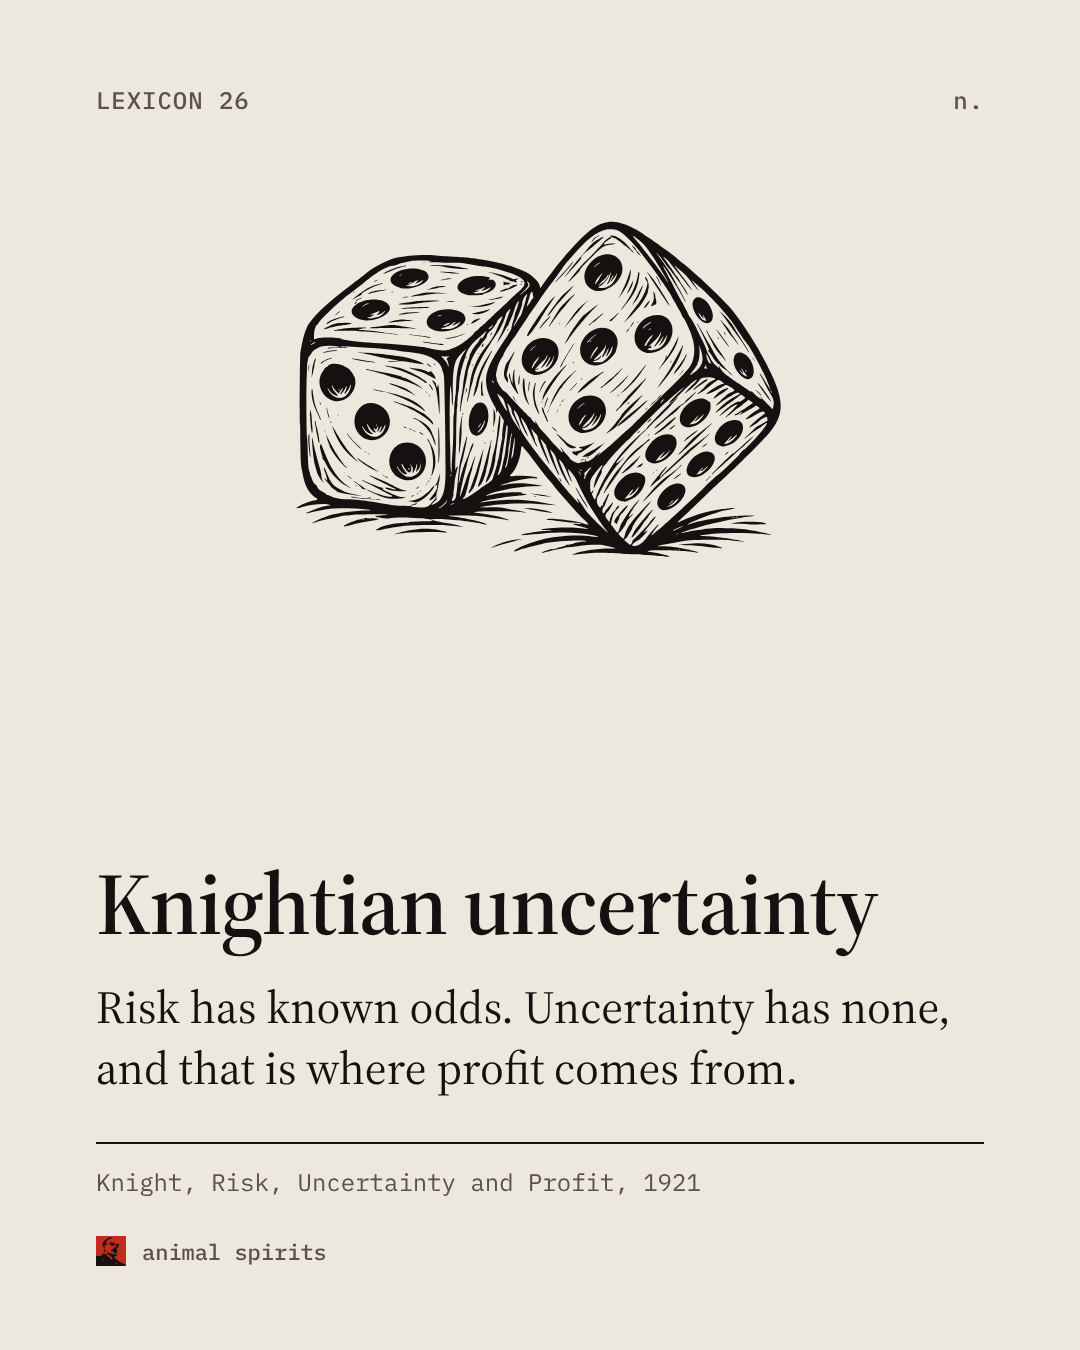 LEXICON 26
n.
Knightian uncertainty
Risk has known odds. Uncertainty has none,
and that is where profit comes from.
Knight, Risk, Uncertainty and Profit, 1921
animal spirits